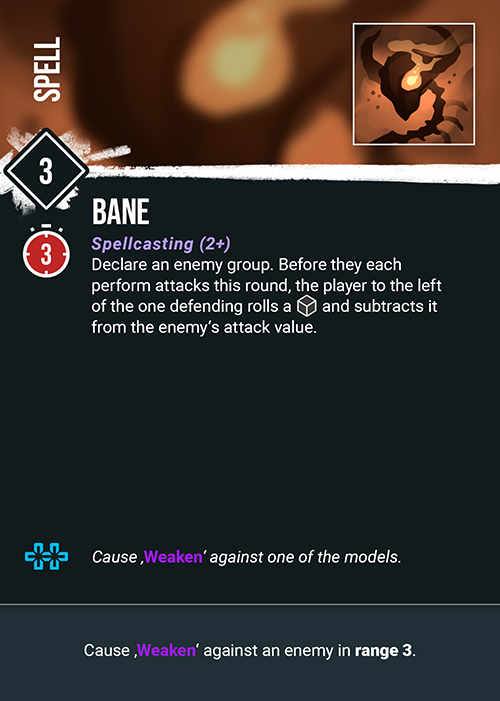 SPELL
3
BANE
3
Spellcasting (2+)
Declare an enemy group. Before they each
perform attacks this round, the player to the left
of the one defending rolls a and subtracts it
from the enemy’s attack value.
Cause ‚Weaken‘ against one of the models.
Cause ‚Weaken‘ against an enemy in range 3.